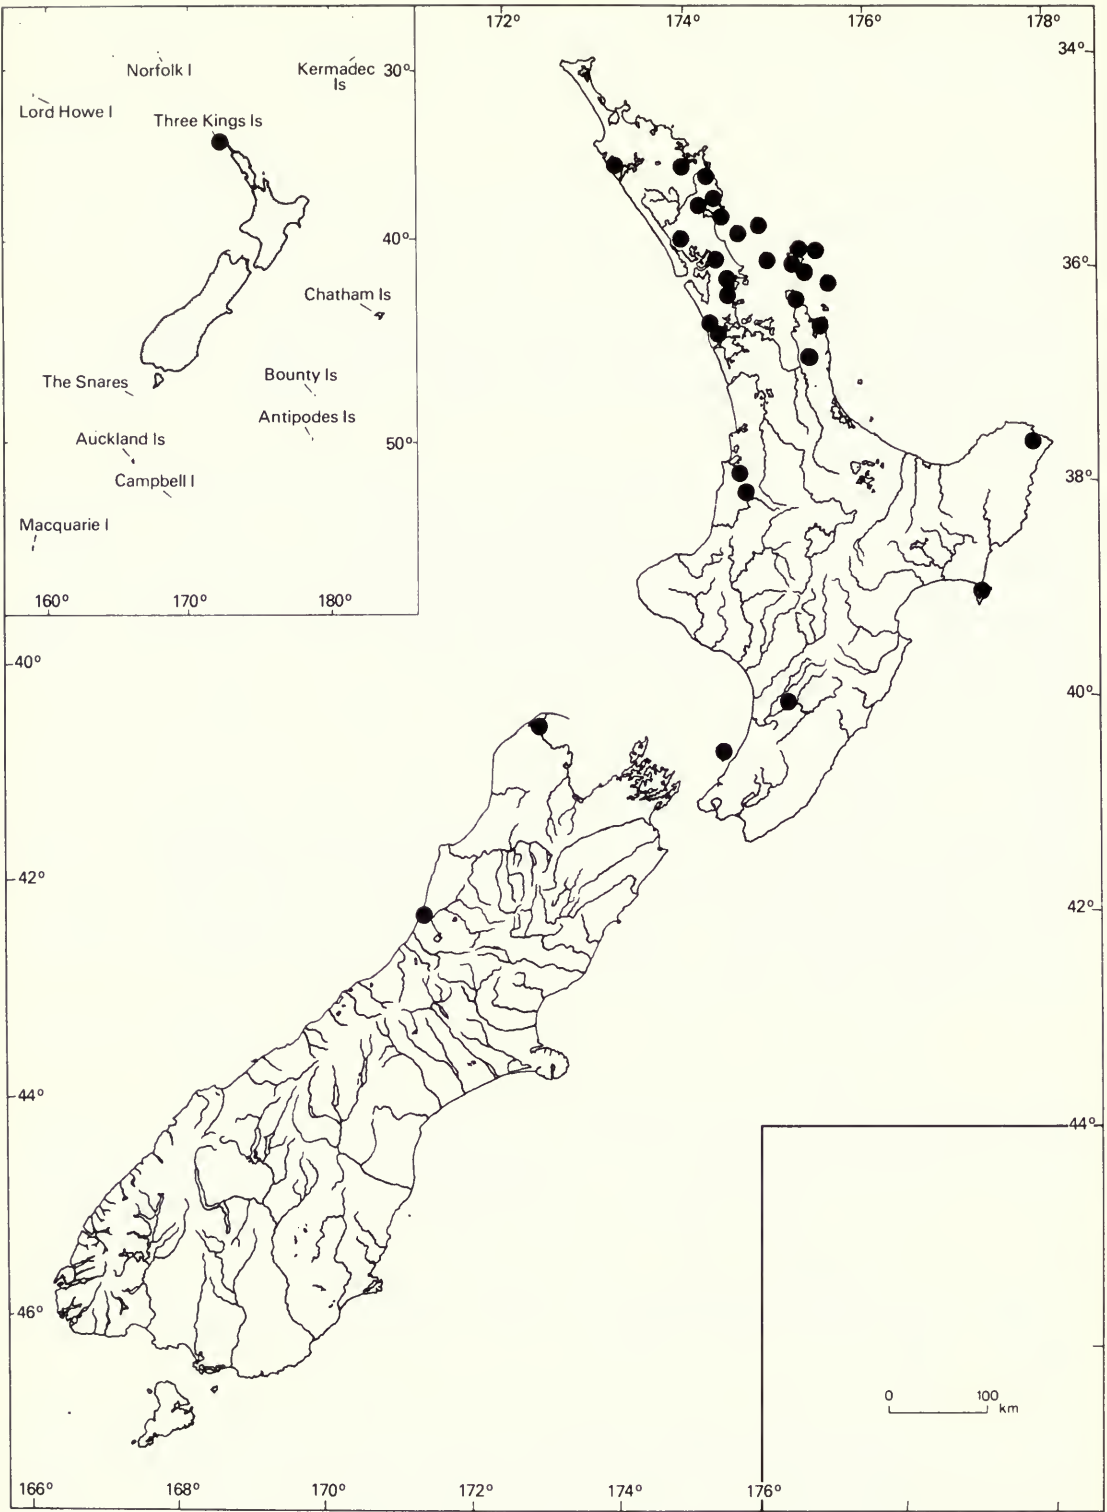 172° 174° 176° 178°
34°
Norfolk I
Kermadec 30°
Is
Lord Howe I
Three Kings Is
40°
36°
Chatham Is
The Snares
Bounty Is
Antipodes Is
Auckland Is
50°
Campbell I
38°
Macquarie I
160° 170° 180°
40°
40°
42°
42°
44°
44°
46°
0 100
km
166° 168° 170° 172° 174° 176°